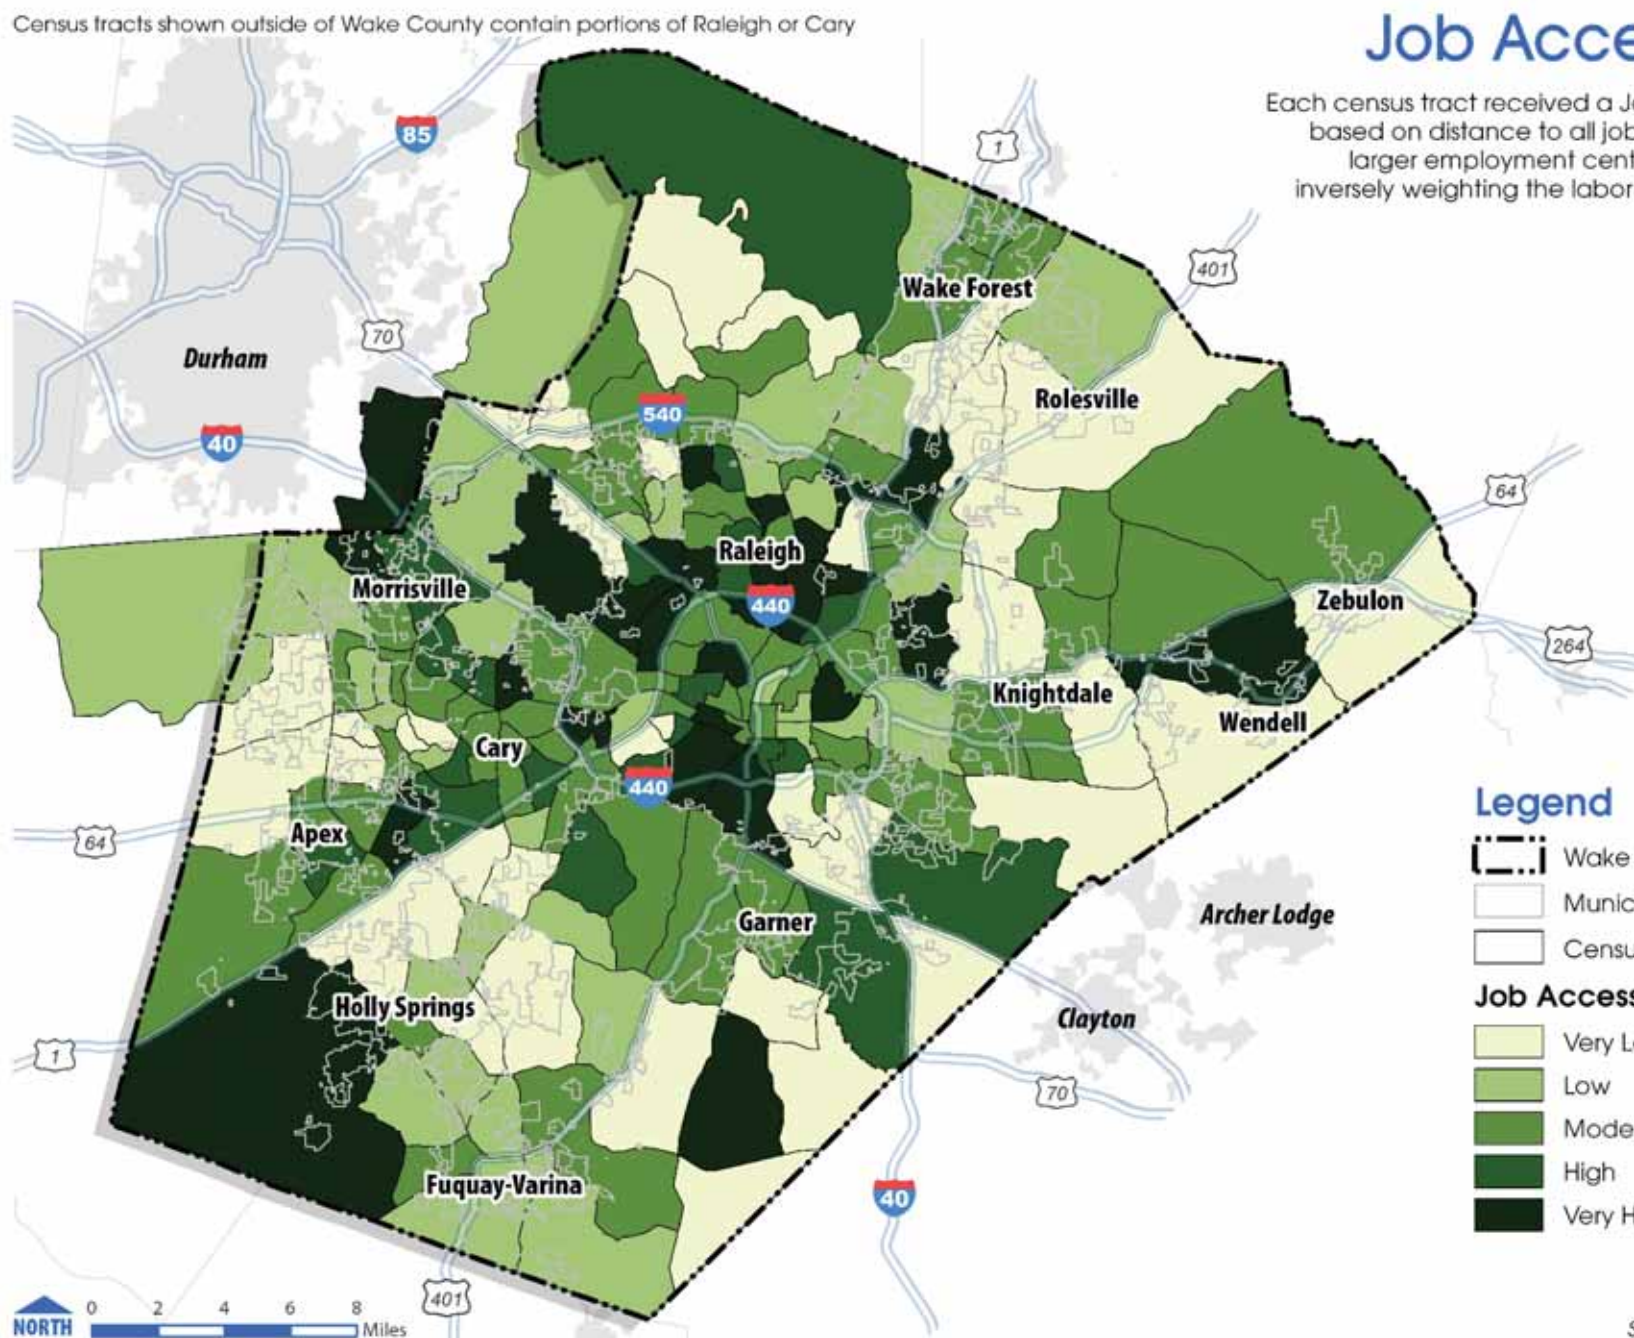 Census tracts shown outside of Wake County contain portions of Raleigh or Cary
Job Acce
Each census tract received a J
based on distance to all job
larger employment cent
inversely weighting the labor
85
1
401
Wake Forest
70
Durham
Rolesville
540
40
64
Raleigh
Morrisville
440
Zebulon
264
Knightdale
Wendell
Cary
440
Legend
64
Apex
Wake
Munic
Archer Lodge
Garner
Census
Job Access
Holly Springs
Clayton
1
Very L
70
Low
Mode
High
Fuquay-Varina
40
Very H
401
NORTH
0 2 4 6 8
Miles